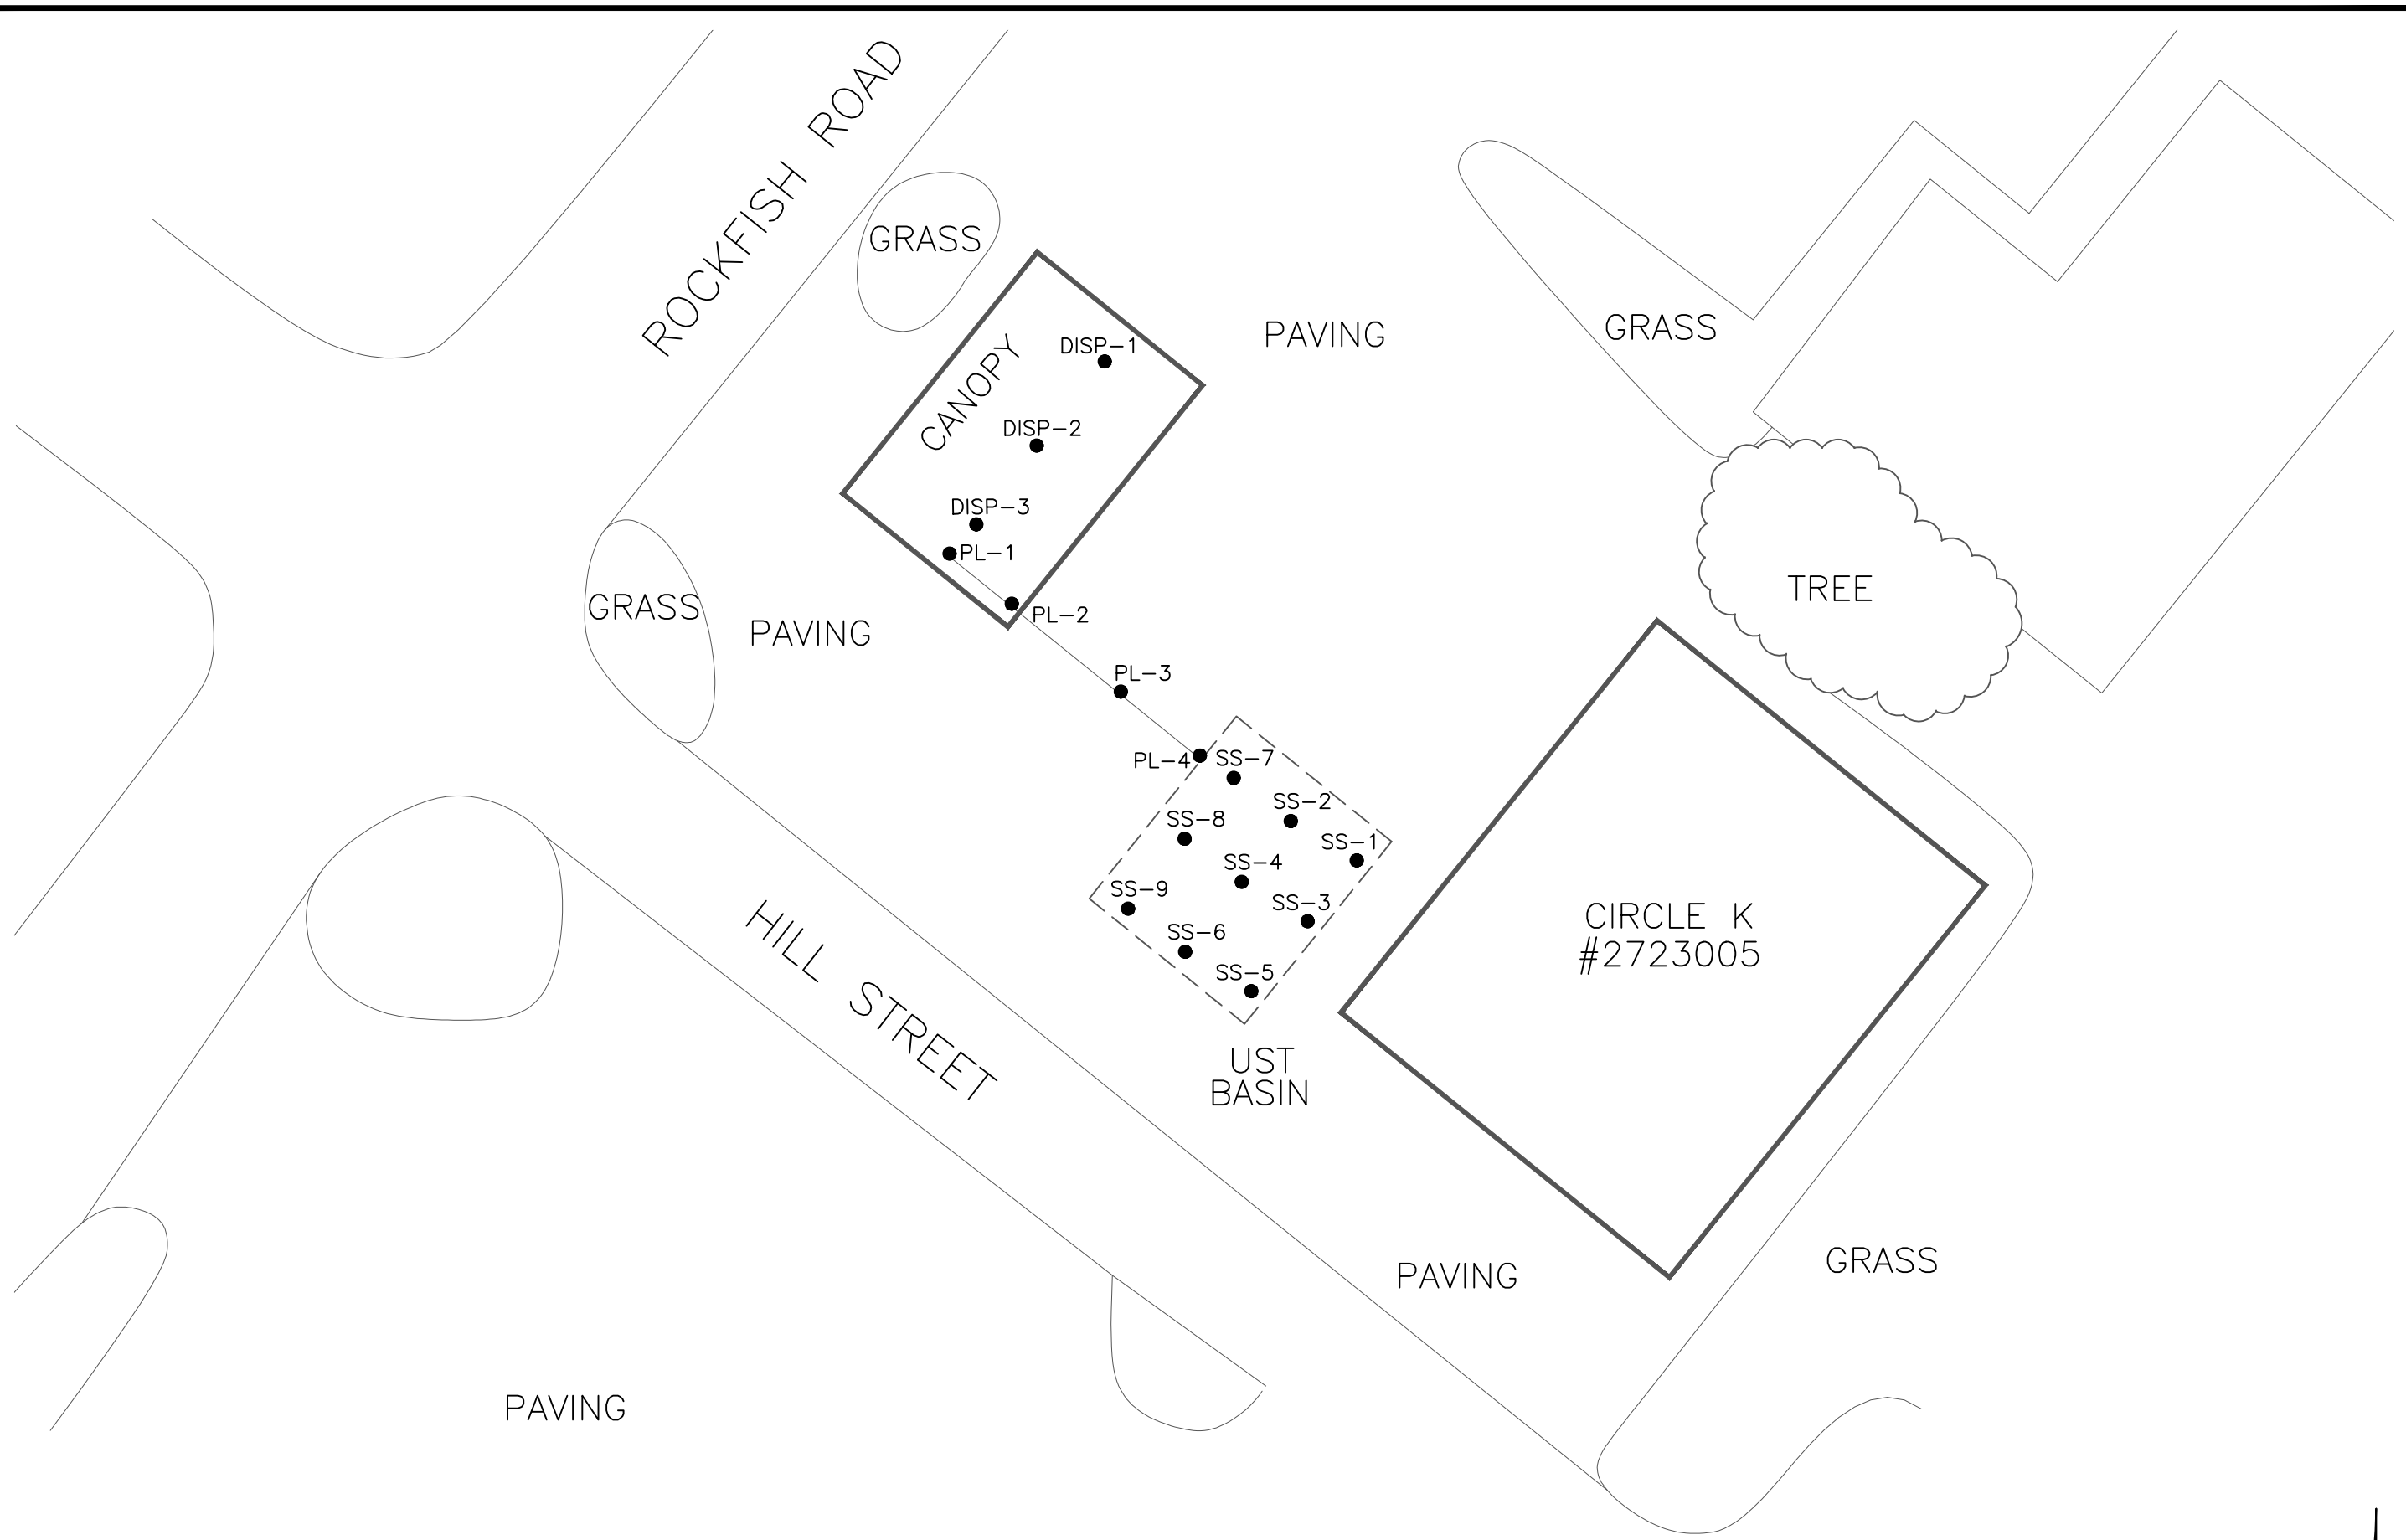 ROCKFISH ROAD
GRASS
CANOPY
DISP-1
PAVING
GRASS
DISP-2
DISP-3
PL-1
GRASS
PAVING
PL-2
TREE
PL-3
PL-4
SS-7
SS-2
SS-8
SS-1
SS-4
SS-9
SS-3
SS-6
SS-5
CIRCLE K
#2723005
HILL STREET
UST
BASIN
PAVING
GRASS
PAVING